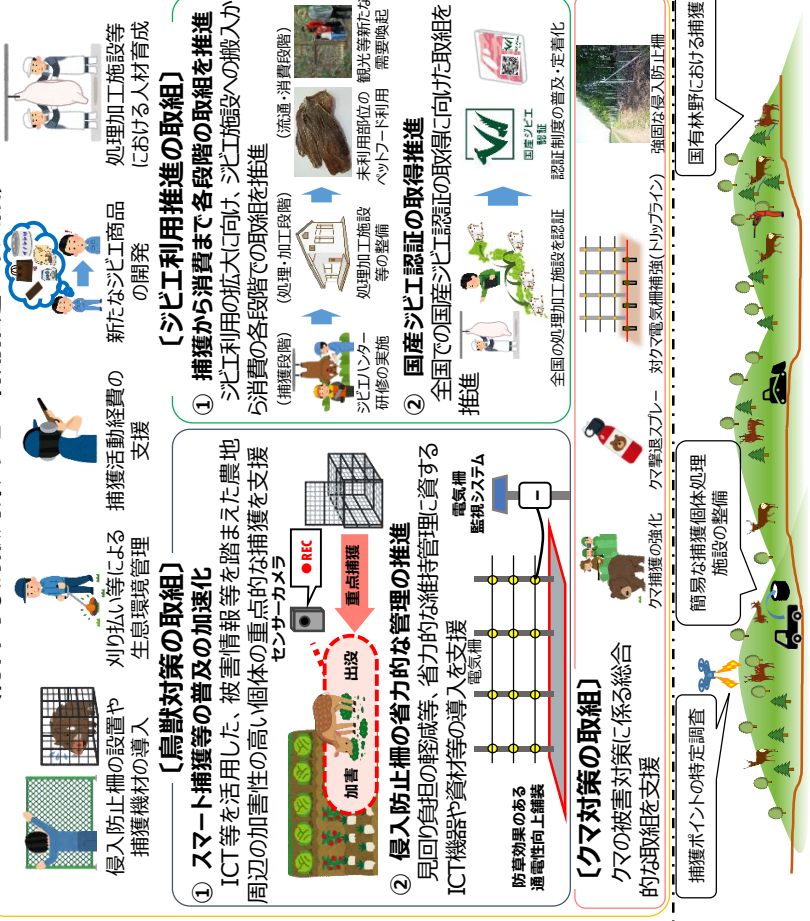 侵入防止柵の設置や
捕獲機材の導入
刈り払い等による
生息環境管理
捕獲活動経費の
支援
新たなジビエ商品
の開発
処理加工施設等
における人材育成
［鳥獣対策の取組］
① スマート捕獲等の普及の加速化
ICT等を活用した、被害情報等を踏まえた農地
周辺の加害性の高い個体の重点的な捕獲を支援
センサーカメラ
●REC
加害
出没
重点捕獲
② 侵入防止柵の省力的な管理の推進
見回り負担の軽減等、省力的な維持管理に資する
ICT機器や資材等の導入を支援
電気柵
電気柵
監視システム
防草効果のある
通電性向上舗装
［ジビエ利用推進の取組］
① 捕獲から消費まで各段階の取組を推進
ジビエ利用の拡大に向け、ジビエ施設への搬入か
ら消費の各段階での取組を推進
（捕獲段階）
（処理・加工段階）
（流通・消費段階）
ジビエハンター
研修の実施
処理加工施設
等の整備
未利用部位の
ペットフード利用
観光等新たな
需要喚起
② 国産ジビエ認証の取得推進
全国での国産ジビエ認証の取得に向けた取組を
推進
国産ジビエ
認証
全国の処理加工施設を認証
認証制度の普及・定着化
［クマ対策の取組］
クマの被害対策に係る総合
的な取組を支援
クマ捕獲の強化
クマ撃退スプレー
対クマ電気柵補強（トリップライン）
強固な侵入防止柵
捕獲ポイントの特定調査
簡易な捕獲個体処理
施設の整備
国有林野における捕獲